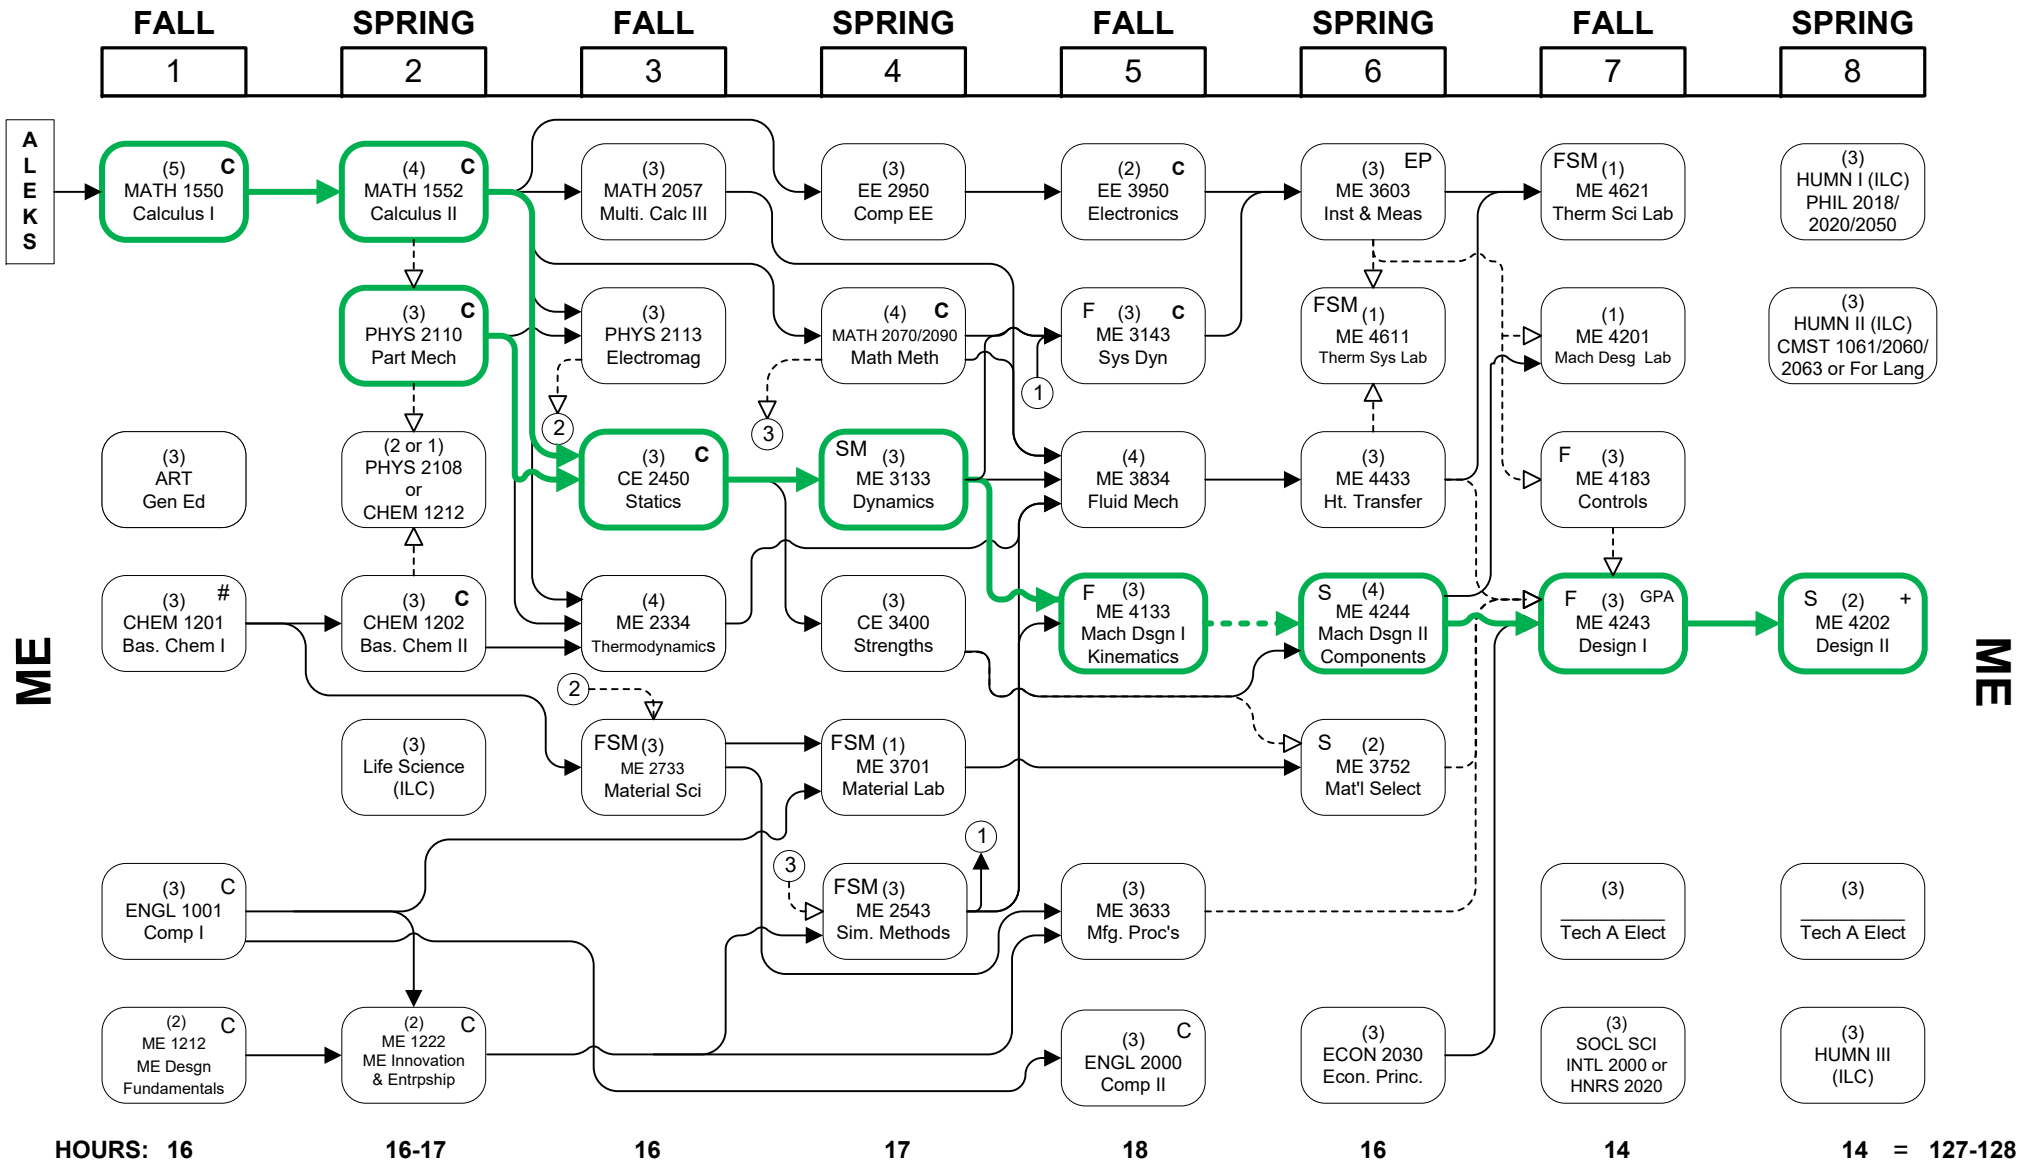 FALL
SPRING
FALL
SPRING
FALL
SPRING
FALL
SPRING
1
2
3
4
5
6
7
8
A
L
E
K
S
(5) C
MATH 1550
Calculus I
(4) C
MATH 1552
Calculus II
(3)
MATH 2057
Multi. Calc III
(3)
EE 2950
Comp EE
(2) C
EE 3950
Electronics
(3) EP
ME 3603
Inst & Meas
FSM (1)
ME 4621
Therm Sci Lab
(3)
HUMN I (ILC)
PHIL 2018/
2020/2050
(3) C
PHYS 2110
Part Mech
(3)
PHYS 2113
Electromag
(4) C
MATH 2070/2090
Math Meth
F (3) C
ME 3143
Sys Dyn
FSM (1)
ME 4611
Therm Sys Lab
(1)
ME 4201
Mach Desg Lab
(3)
HUMN II (ILC)
CMST 1061/2060/
2063 or For Lang
2
3
1
(3)
ART
Gen Ed
(2 or 1)
PHYS 2108
or
CHEM 1212
(3) C
CE 2450
Statics
SM (3)
ME 3133
Dynamics
(4)
ME 3834
Fluid Mech
(3)
ME 4433
Ht. Transfer
F (3)
ME 4183
Controls
(3) #
CHEM 1201
Bas. Chem I
(3) C
CHEM 1202
Bas. Chem II
(4)
ME 2334
Thermodynamics
(3)
CE 3400
Strengths
F (3)
ME 4133
Mach Dsgn I
Kinematics
S (4)
ME 4244
Mach Dsgn II
Components
F (3) GPA
ME 4243
Design I
S (2) +
ME 4202
Design II
ME
ME
2
(3)
Life Science
(ILC)
FSM (3)
ME 2733
Material Sci
FSM (1)
ME 3701
Material Lab
S (2)
ME 3752
Mat'l Select
3
1
(3) C
ENGL 1001
Comp I
FSM (3)
ME 2543
Sim. Methods
(3)
ME 3633
Mfg. Proc's
(3)
Tech A Elect
(3)
Tech A Elect
(2) C
ME 1212
ME Desgn
Fundamentals
(2) C
ME 1222
ME Innovation
& Entrpship
(3) C
ENGL 2000
Comp II
(3)
ECON 2030
Econ. Princ.
(3)
SOCL SCI
INTL 2000 or
HNRS 2020
(3)
HUMN III
(ILC)
HOURS: 16 16-17 16 17 18 16 14 14 = 127-128